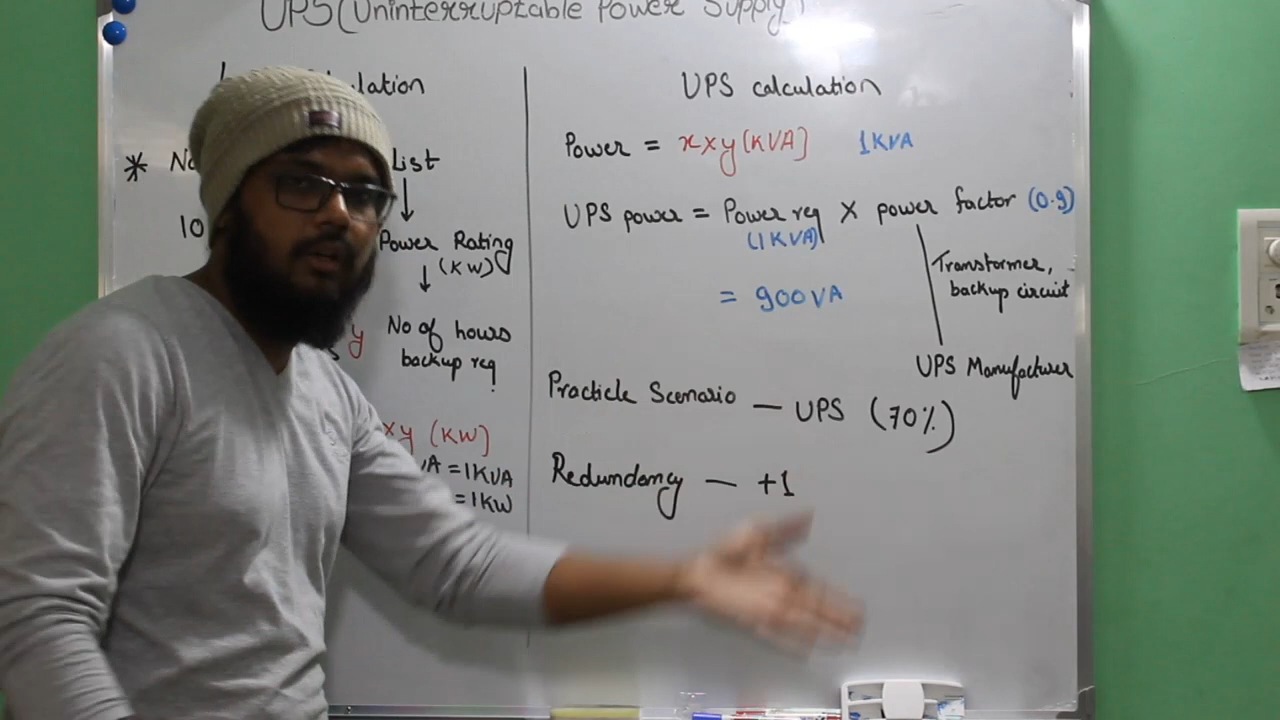 UPS (Uninterruptable Power Supply)
lation
* No List
10
Power Rating
(KW)
y No of hours
backup req
xy (KW)
VA = 1KVA
= 1KW
UPS calculation
Power = x x y (KVA) 1KVA
UPS power = Power req X power factor (0.9)
(1KVA)
Transformer,
backup circuit
= 900VA
UPS Manufacturer
Practicle Scenario — UPS (70%)
Redundancy — +1